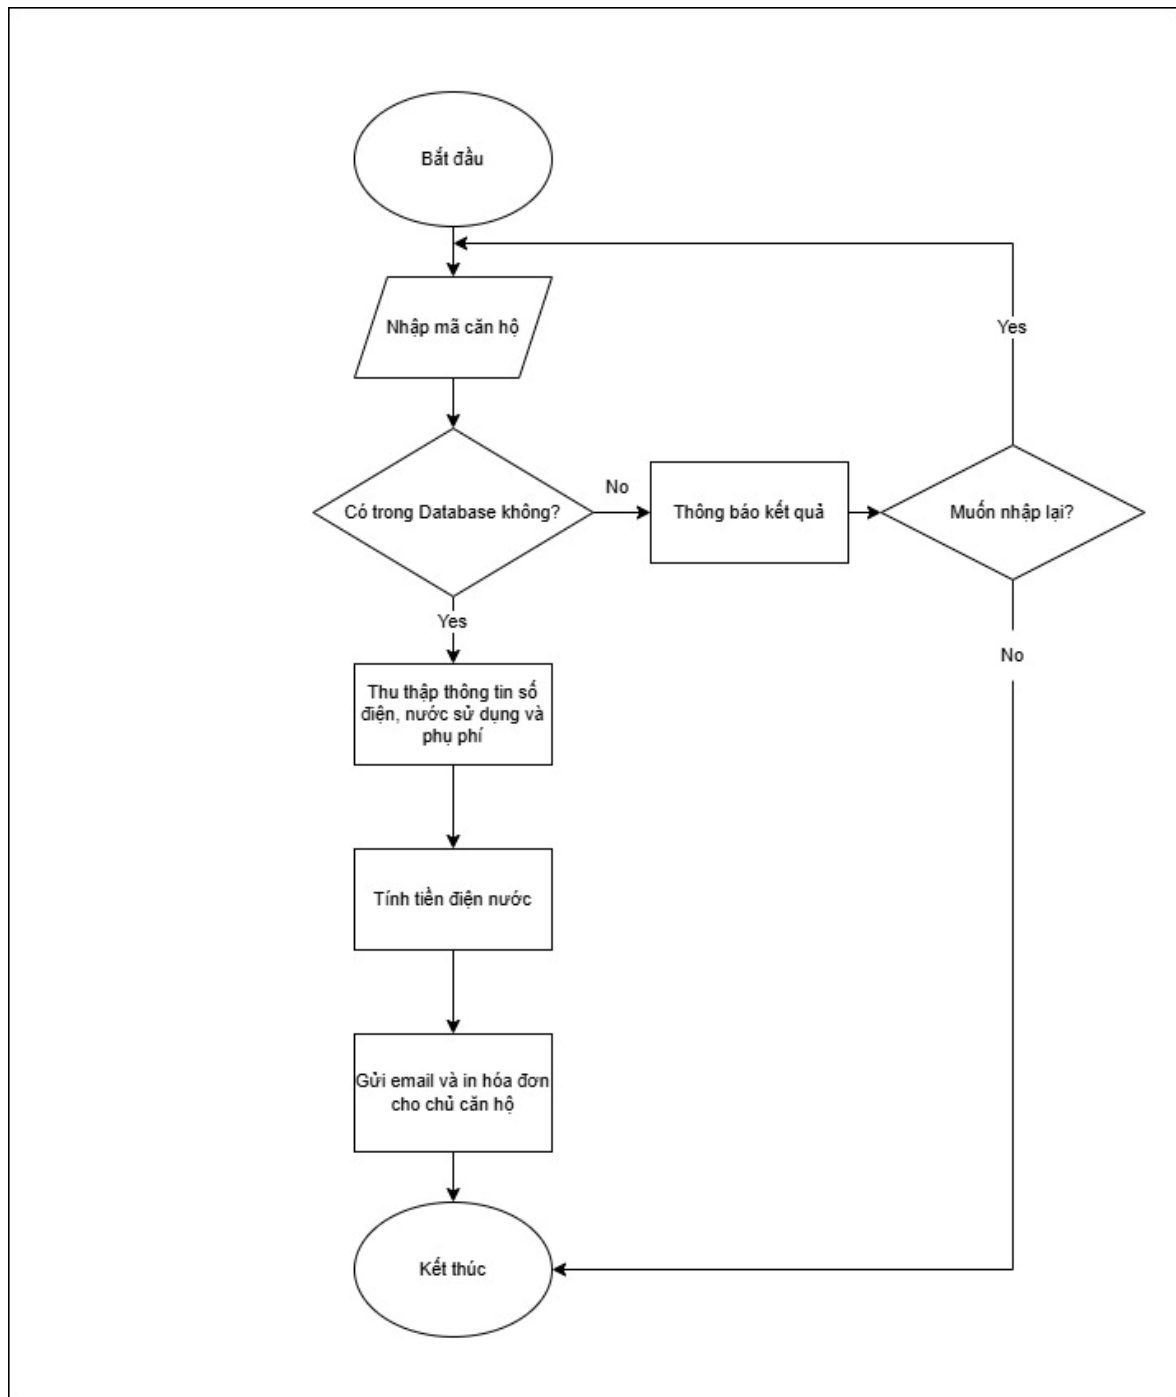 Bắt đầu
Nhập mã căn hộ
Yes
Có trong Database không?
No
Thông báo kết quả
Muốn nhập lại?
Yes
No
Thu thập thông tin số
điện, nước sử dụng và
phụ phí
Tính tiền điện nước
Gửi email và in hóa đơn
cho chủ căn hộ
Kết thúc